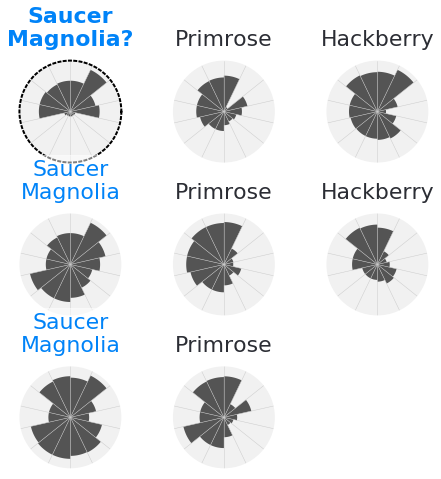 Saucer
Magnolia?
Primrose
Hackberry
Saucer
Magnolia
Primrose
Hackberry
Saucer
Magnolia
Primrose